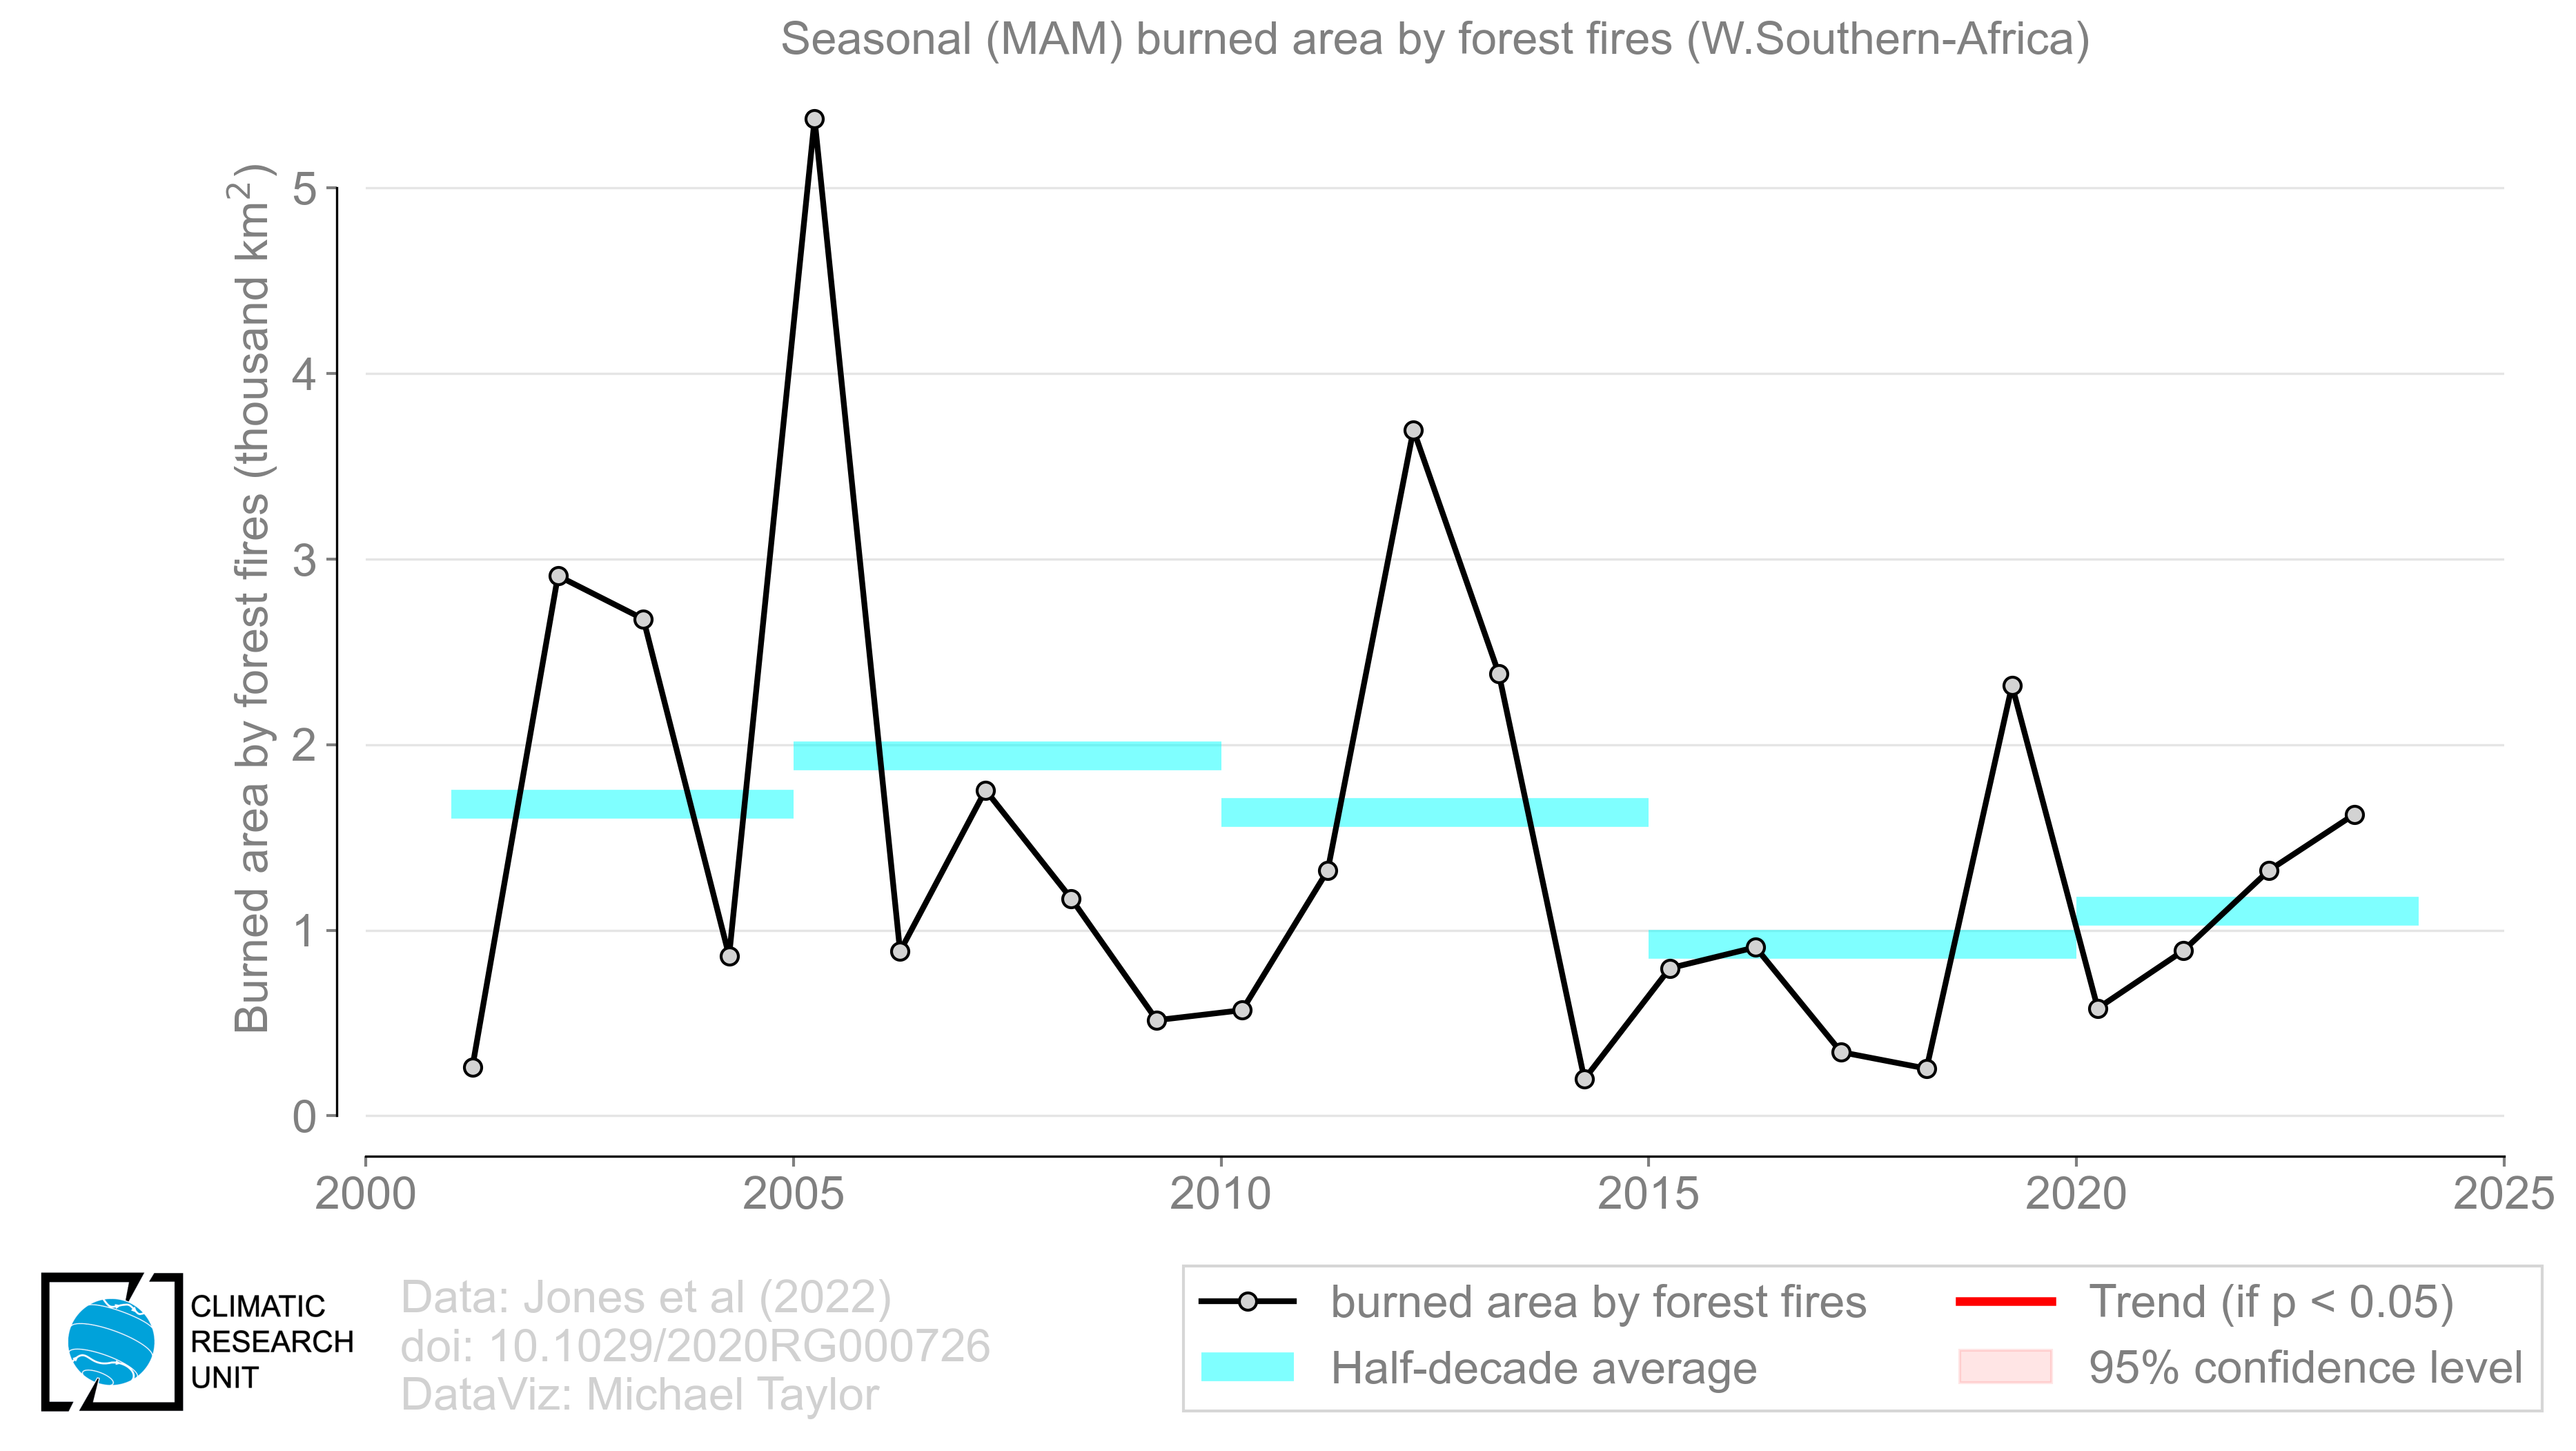 Seasonal (MAM) burned area by forest fires (W.Southern-Africa)
Burned area by forest fires (thousand km²)
5
4
3
2
1
0
2000 2005 2010 2015 2020 2025
CLIMATIC
RESEARCH
UNIT
Data: Jones et al (2022)
doi: 10.1029/2020RG000726
DataViz: Michael Taylor
burned area by forest fires
Half-decade average
Trend (if p < 0.05)
95% confidence level